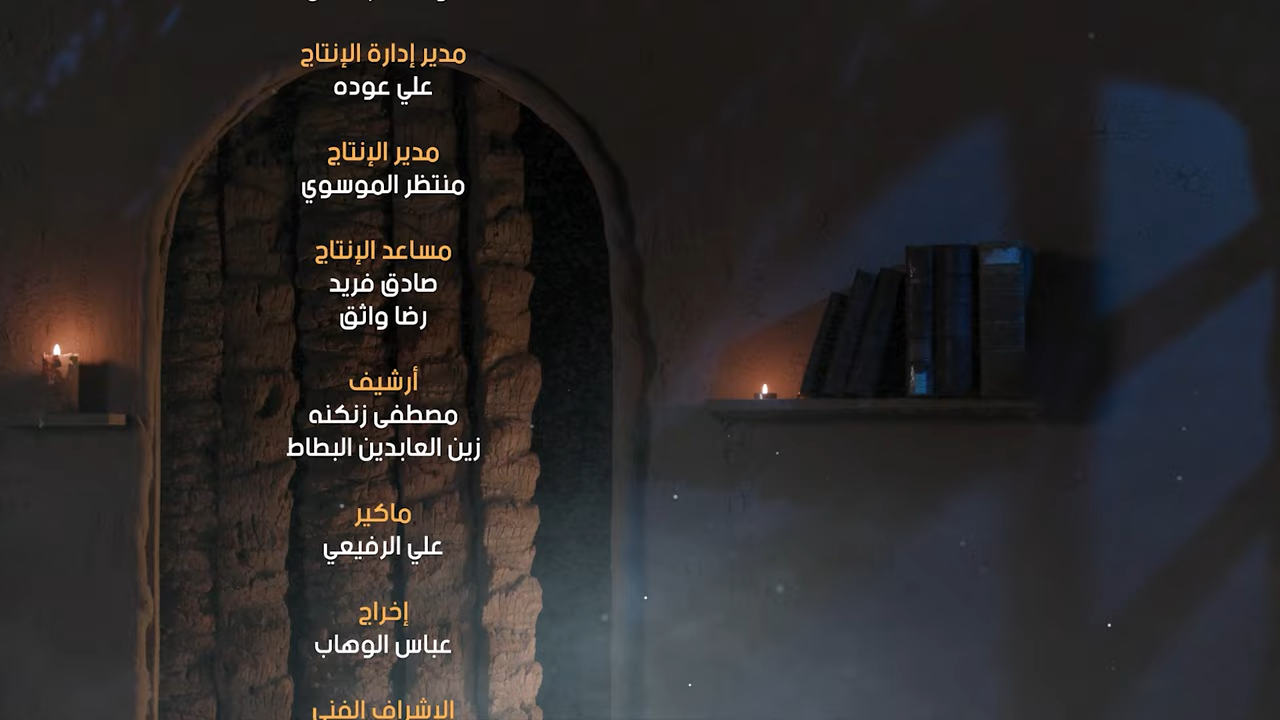 مدير إدارة الإنتاج
علي عوده
مدير الإنتاج
منتظر الموسوي
مساعد الإنتاج
صادق فريد
رضا واثق
أرشيف
مصطفى زنكنه
زين العابدين البطاط
ماكير
علي الرفيعي
إخراج
عباس الوهاب
الإشراف الفني